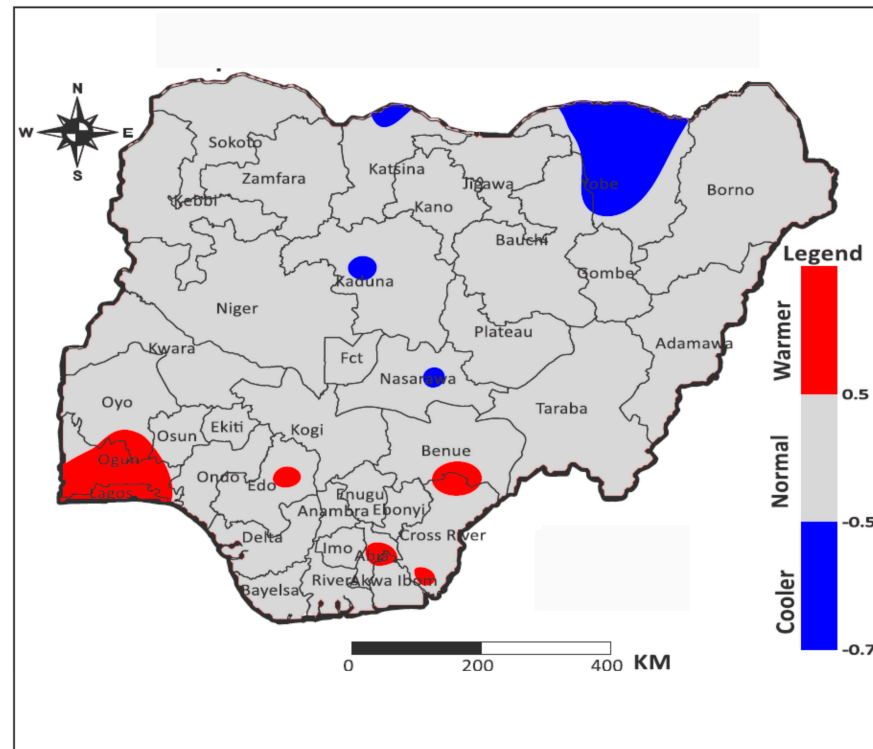 N
W E
S
Sokoto
Zamfara
Kebbi
Katsina
Kano
Jigawa
Yobe
Borno
Bauchi
Gombe
Kaduna
Niger
Plateau
Adamawa
Kwara
Fct
Nasarawa
Taraba
Oyo
Osun
Ekiti
Kogi
Benue
Ogun
Lagos
Ondo
Edo
Enugu
Anambra
Ebonyi
Delta
Imo
Abia
Cross River
Bayelsa
River
Akwa Ibom
Legend
Warmer
0.5
Normal
-0.5
Cooler
-0.7
0 200 400 KM